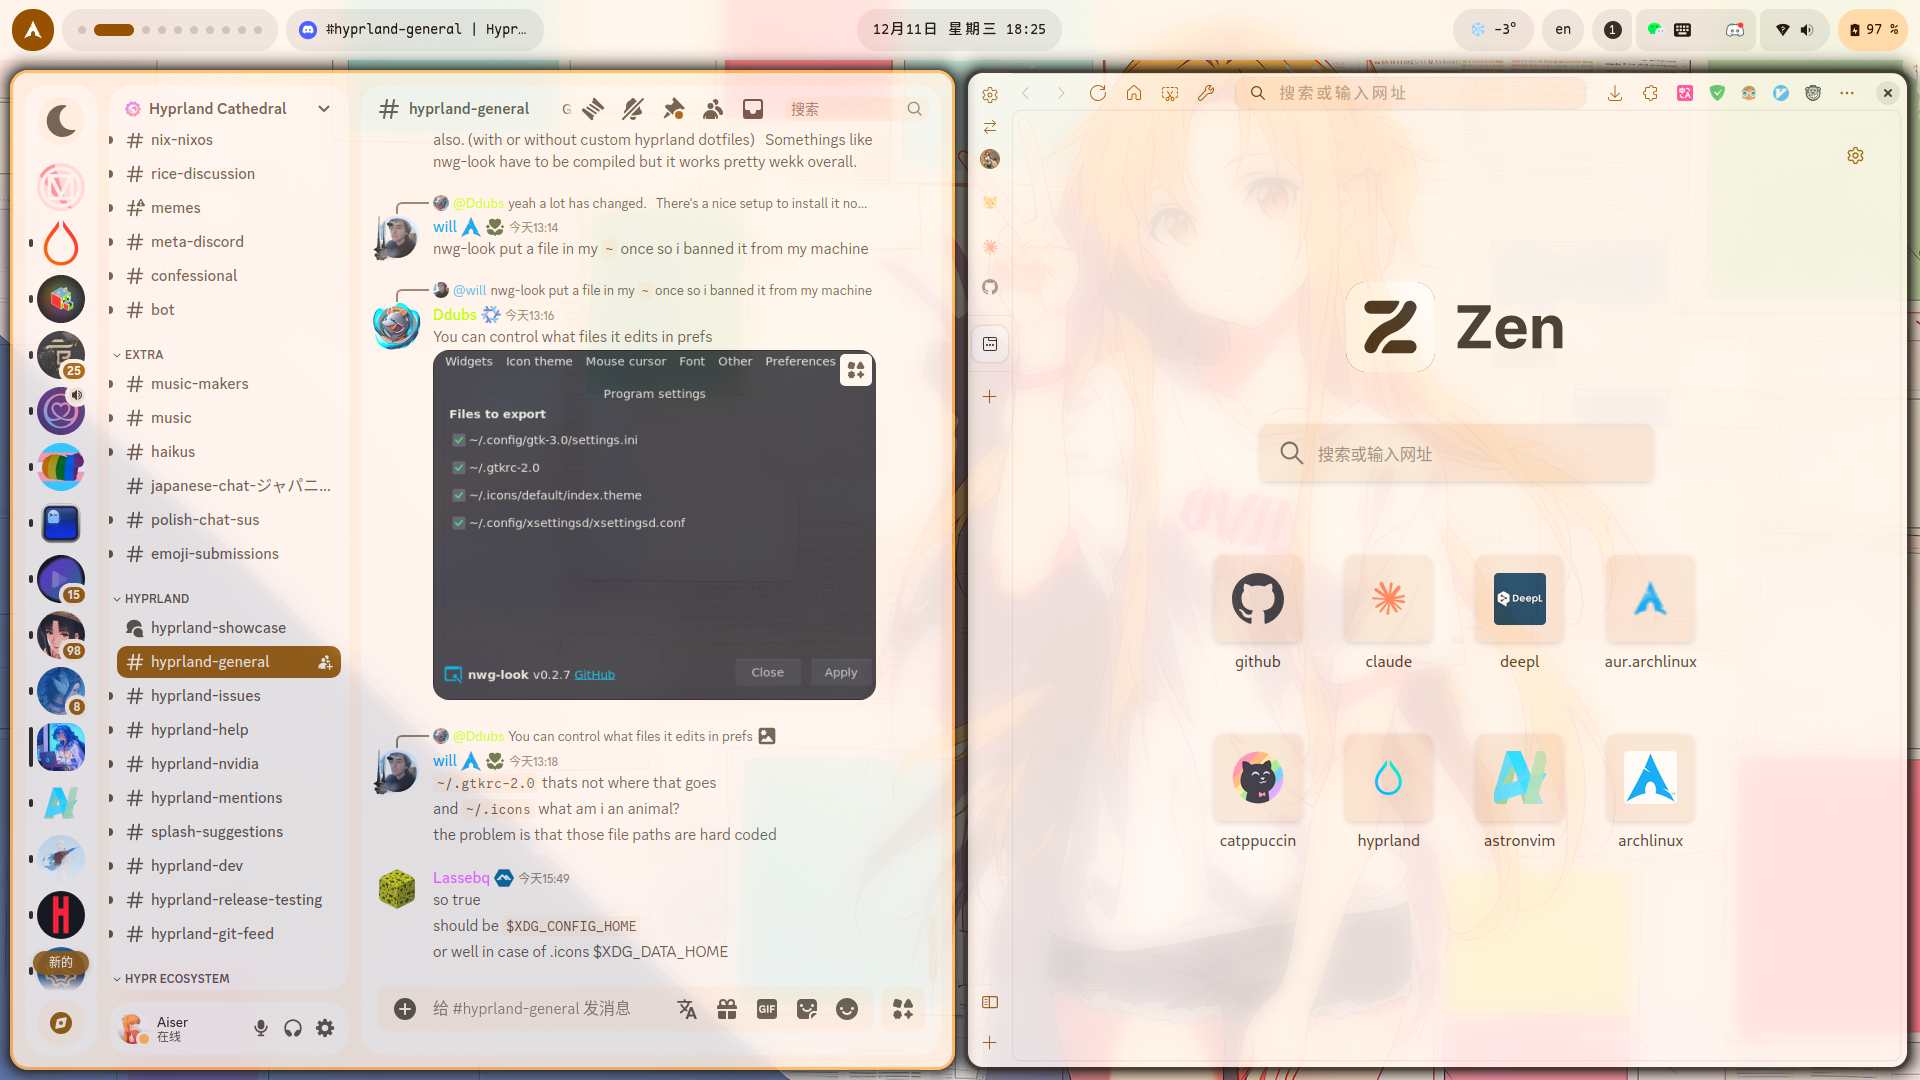 #hyprland-general | Hypr…
12月11日 星期三 18:25
-3°
en
1
97 %
Hyprland Cathedral
nix-nixos
rice-discussion
memes
meta-discord
confessional
bot
EXTRA
music-makers
music
haikus
japanese-chat-ジャパニ…
polish-chat-sus
emoji-submissions
HYPRLAND
hyprland-showcase
hyprland-general
hyprland-issues
hyprland-help
hyprland-nvidia
hyprland-mentions
splash-suggestions
hyprland-dev
hyprland-release-testing
hyprland-git-feed
HYPR ECOSYSTEM
25
15
98
8
新的
Aiser
在线
hyprland-general
G
搜索
also. (with or without custom hyprland dotfiles) Somethings like
nwg-look have to be compiled but it works pretty wekk overall.
@Ddubs yeah a lot has changed. There's a nice setup to install it no…
will 今天13:14
nwg-look put a file in my ~ once so i banned it from my machine
@will nwg-look put a file in my ~ once so i banned it from my machine
Ddubs 今天13:16
You can control what files it edits in prefs
Widgets Icon theme Mouse cursor Font Other Preferences
Program settings
Files to export
~/.config/gtk-3.0/settings.ini
~/.gtkrc-2.0
~/.icons/default/index.theme
~/.config/xsettingsd/xsettingsd.conf
nwg-look v0.2.7 GitHub
Close
Apply
@Ddubs You can control what files it edits in prefs
will 今天13:18
~/.gtkrc-2.0 thats not where that goes
and ~/.icons what am i an animal?
the problem is that those file paths are hard coded
Lassebq 今天15:49
so true
should be $XDG_CONFIG_HOME
or well in case of .icons $XDG_DATA_HOME
给 #hyprland-general 发消息
GIF
搜索或输入网址
Zen
搜索或输入网址
DeepL
github
claude
deepl
aur.archlinux
catppuccin
hyprland
astronvim
archlinux